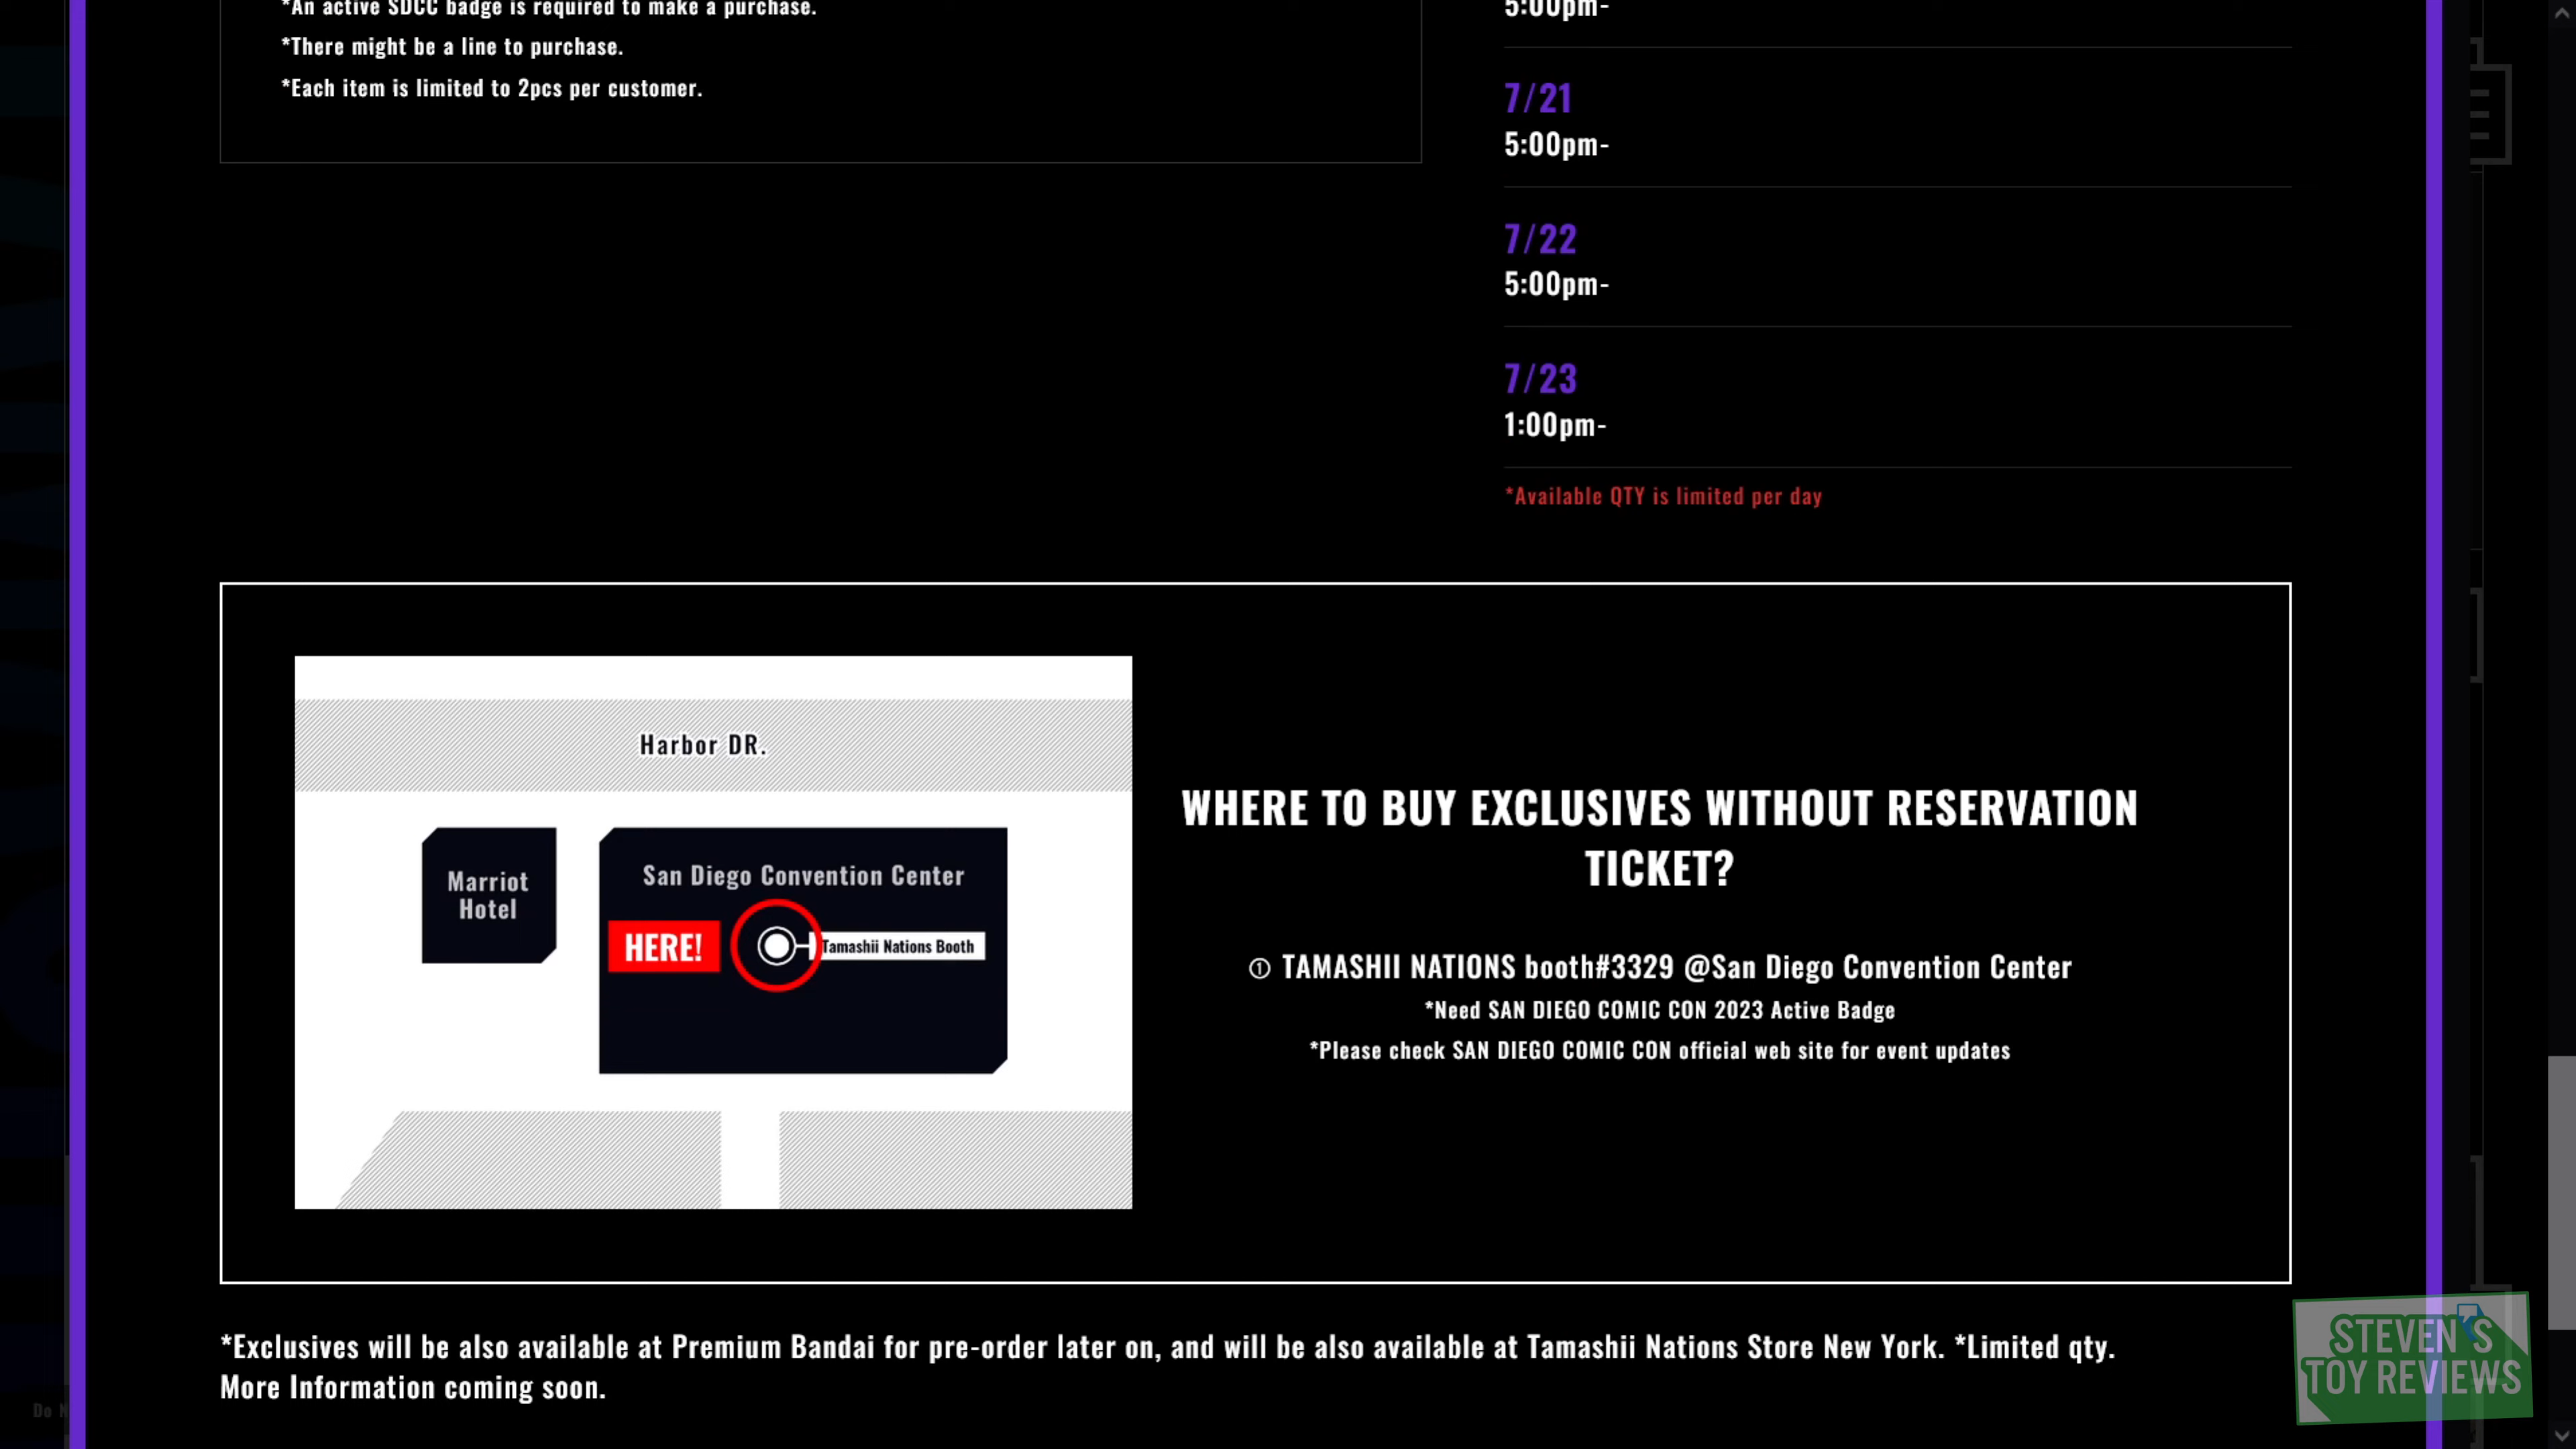 *An active SDCC badge is required to make a purchase.
*There might be a line to purchase.
*Each item is limited to 2pcs per customer.
5:00pm-
7/21
5:00pm-
7/22
5:00pm-
7/23
1:00pm-
*Available QTY is limited per day
Harbor DR.
Marriot
Hotel
San Diego Convention Center
HERE!
Tamashii Nations Booth
WHERE TO BUY EXCLUSIVES WITHOUT RESERVATION
TICKET?
① TAMASHII NATIONS booth#3329 @San Diego Convention Center
*Need SAN DIEGO COMIC CON 2023 Active Badge
*Please check SAN DIEGO COMIC CON official web site for event updates
*Exclusives will be also available at Premium Bandai for pre-order later on, and will be also available at Tamashii Nations Store New York. *Limited qty.
More Information coming soon.
STEVEN'S
TOY REVIEWS
Do